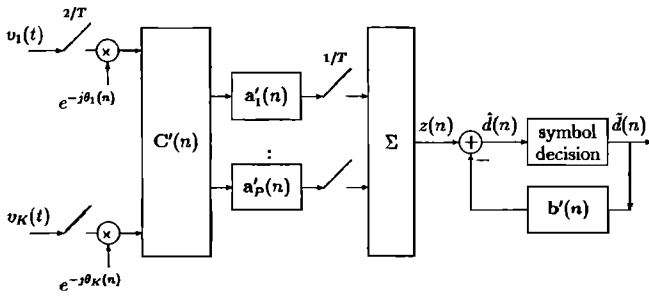 2/T
v₁(t)
×
e^{-jθ₁(n)}
C'(n)
a'₁(n)
1/T
⋮
a'_P(n)
Σ
z(n)
+
−
d̂(n)
symbol
decision
d̃(n)
b'(n)
v_K(t)
×
e^{-jθ_K(n)}